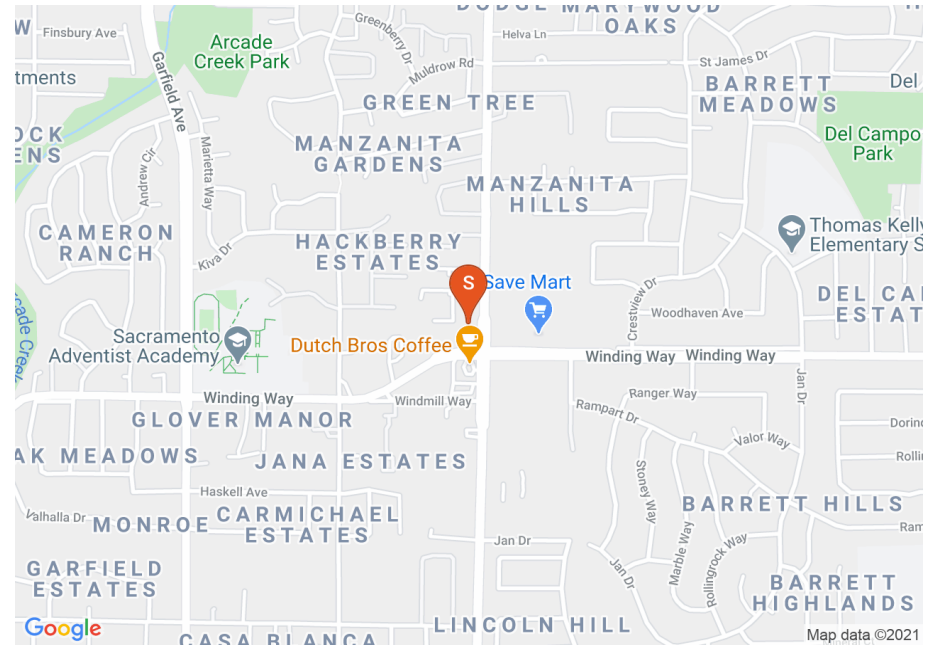 DODGE MARYWOOD
OAKS
Finsbury Ave
Greenberry Dr
Helva Ln
Arcade
Creek Park
Muldrow Rd
St James Dr
tments
Garfield Ave
GREEN TREE
BARRETT
MEADOWS
Del
OCK
ENS
MANZANITA
GARDENS
Del Campo
Park
Andrew Cir
Marietta Way
MANZANITA
HILLS
CAMERON
RANCH
Kiva Dr
HACKBERRY
ESTATES
Thomas Kelly
Elementary S
S
Save Mart
Crestview Dr
Woodhaven Ave
DEL CA
ESTAT
Arcade Creek
Sacramento
Adventist Academy
Dutch Bros Coffee
Winding Way
Winding Way
Winding Way
Windmill Way
Ranger Way
Jan Dr
Rampart Dr
GLOVER MANOR
Valor Way
Dorind
AK MEADOWS
JANA ESTATES
Rollin
Stoney Way
Haskell Ave
Marble Way
BARRETT HILLS
Valhalla Dr
MONROE
CARMICHAEL
ESTATES
Rollingrock Way
Ram
Jan Dr
Jan Dr
GARFIELD
ESTATES
BARRETT
HIGHLANDS
LINCOLN HILL
Google
CASA BLANCA
Map data ©2021